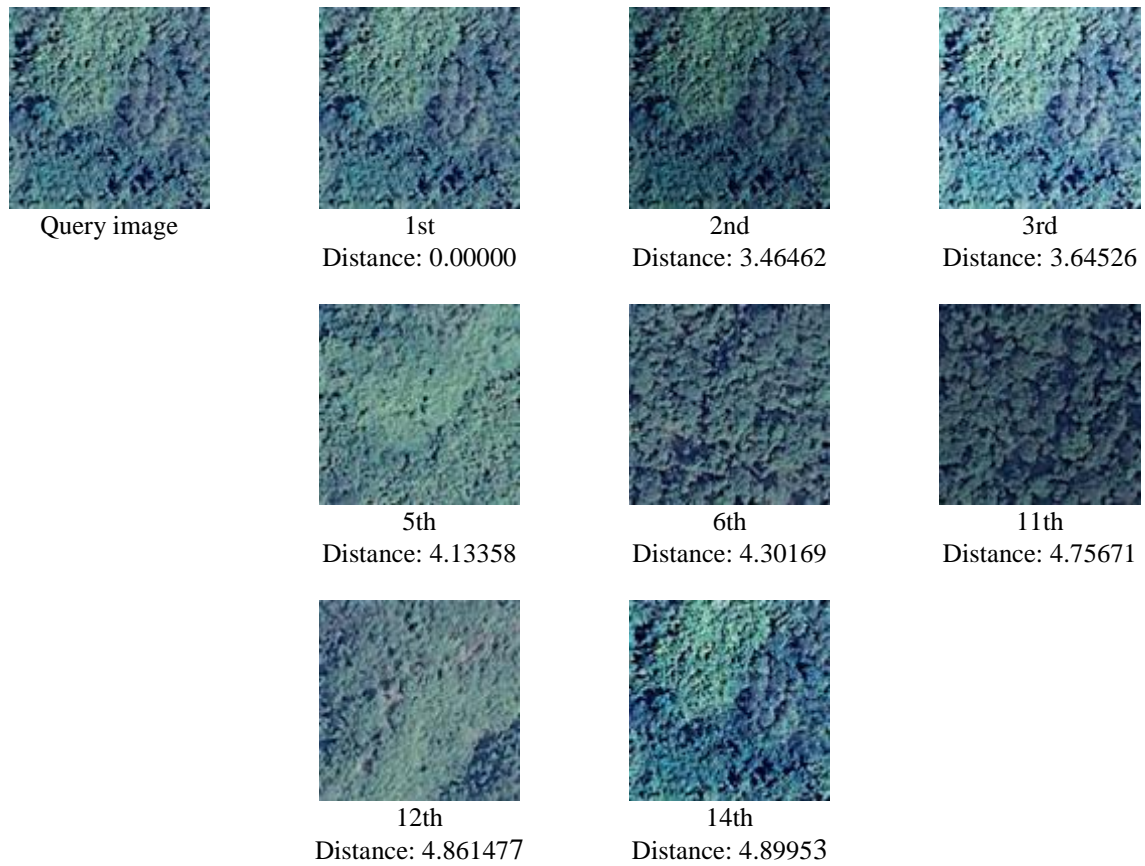 Query image
1st
Distance: 0.00000
2nd
Distance: 3.46462
3rd
Distance: 3.64526
5th
Distance: 4.13358
6th
Distance: 4.30169
11th
Distance: 4.75671
12th
Distance: 4.861477
14th
Distance: 4.89953